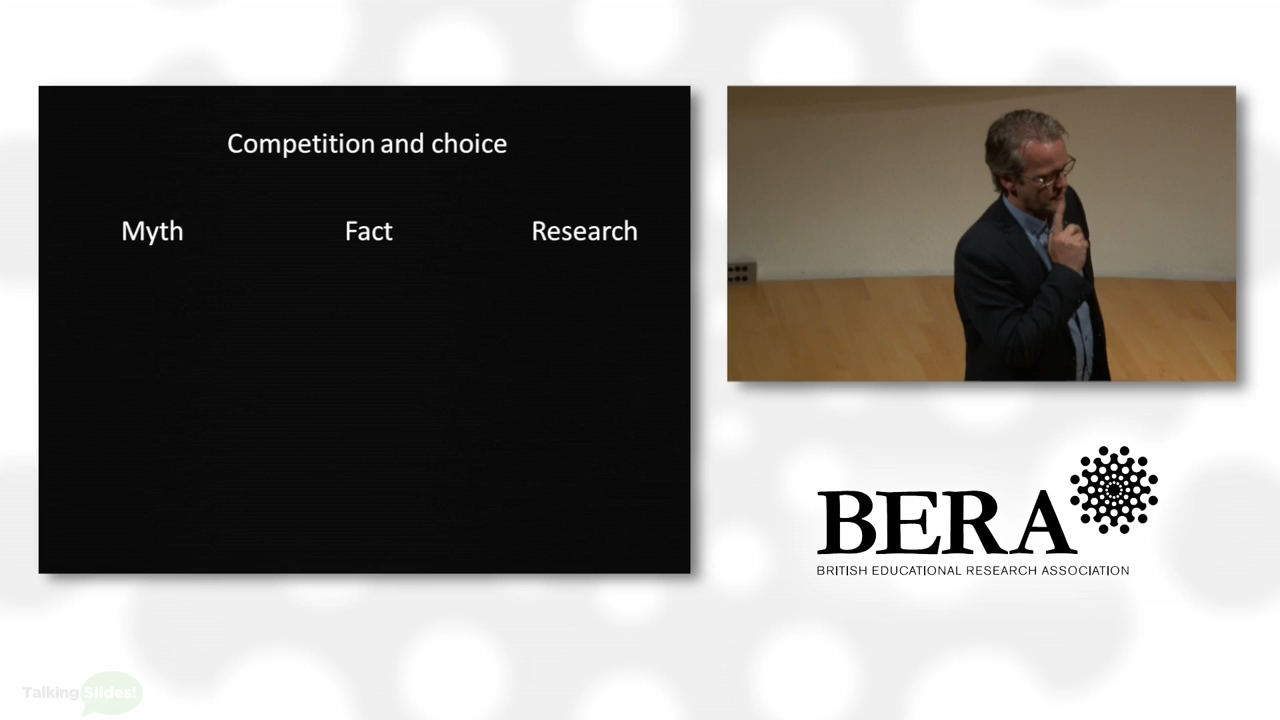 Competition and choice
Myth Fact Research
BERA
BRITISH EDUCATIONAL RESEARCH ASSOCIATION
Talking Slides!